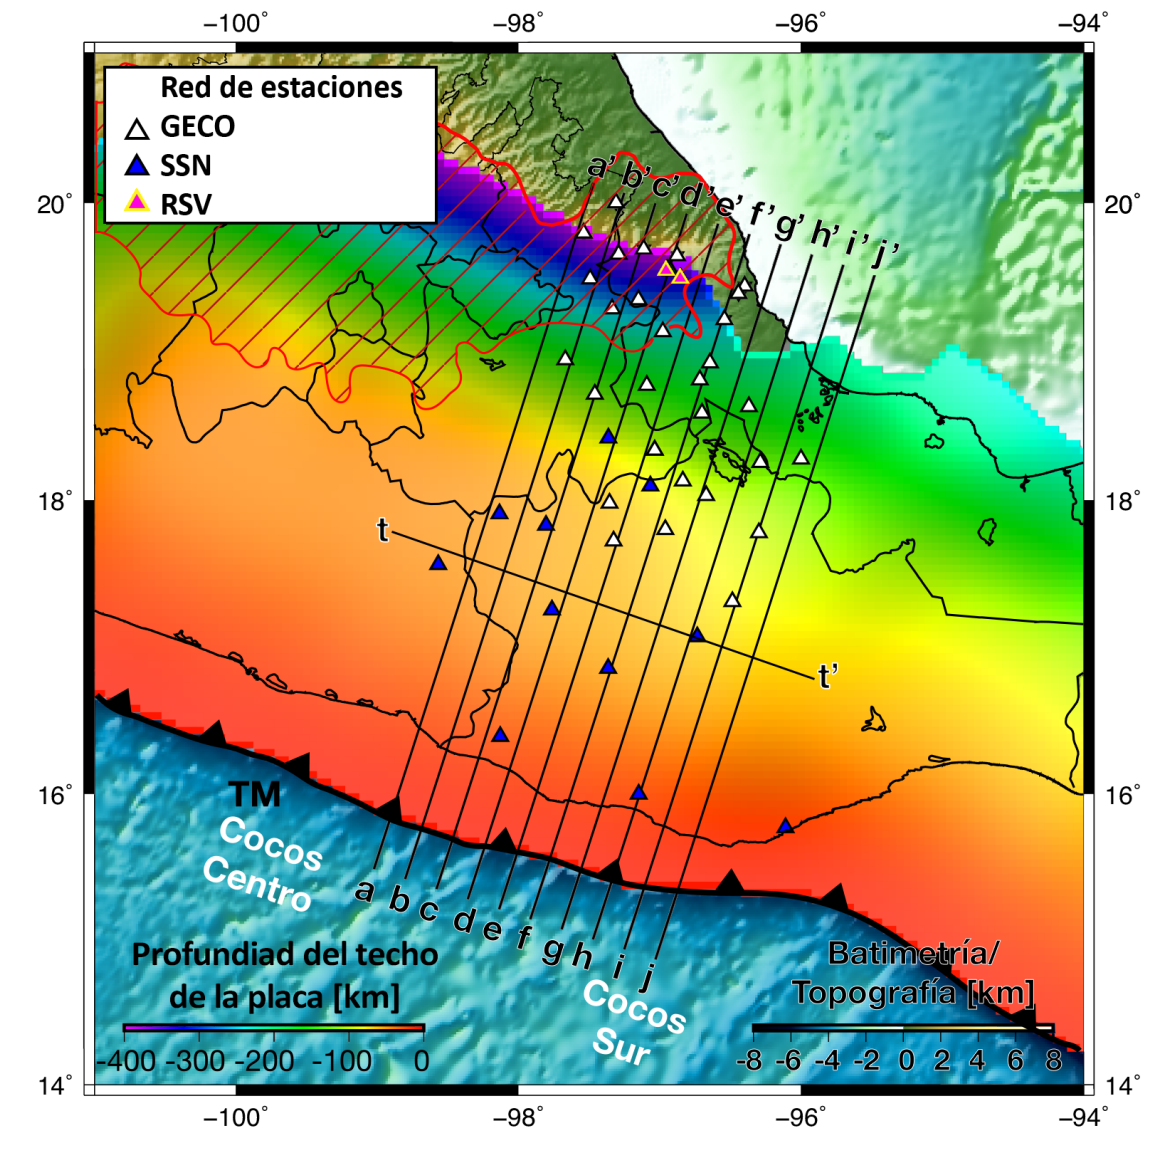 −100˚ −98˚ −96˚ −94˚
Red de estaciones
GECO
SSN
RSV
a’ b’ c’ d’ e’ f’ g’ h’ i’ j’
20˚ 20˚
18˚ 18˚
t
t’
16˚ 16˚
TM
Cocos
Centro
a b c d e f g h i j
Cocos
Sur
Profundiad del techo
de la placa [km]
-400 -300 -200 -100 0
Batimetría/
Topografía [km]
-8 -6 -4 -2 0 2 4 6 8
14˚ 14˚
−100˚ −98˚ −96˚ −94˚